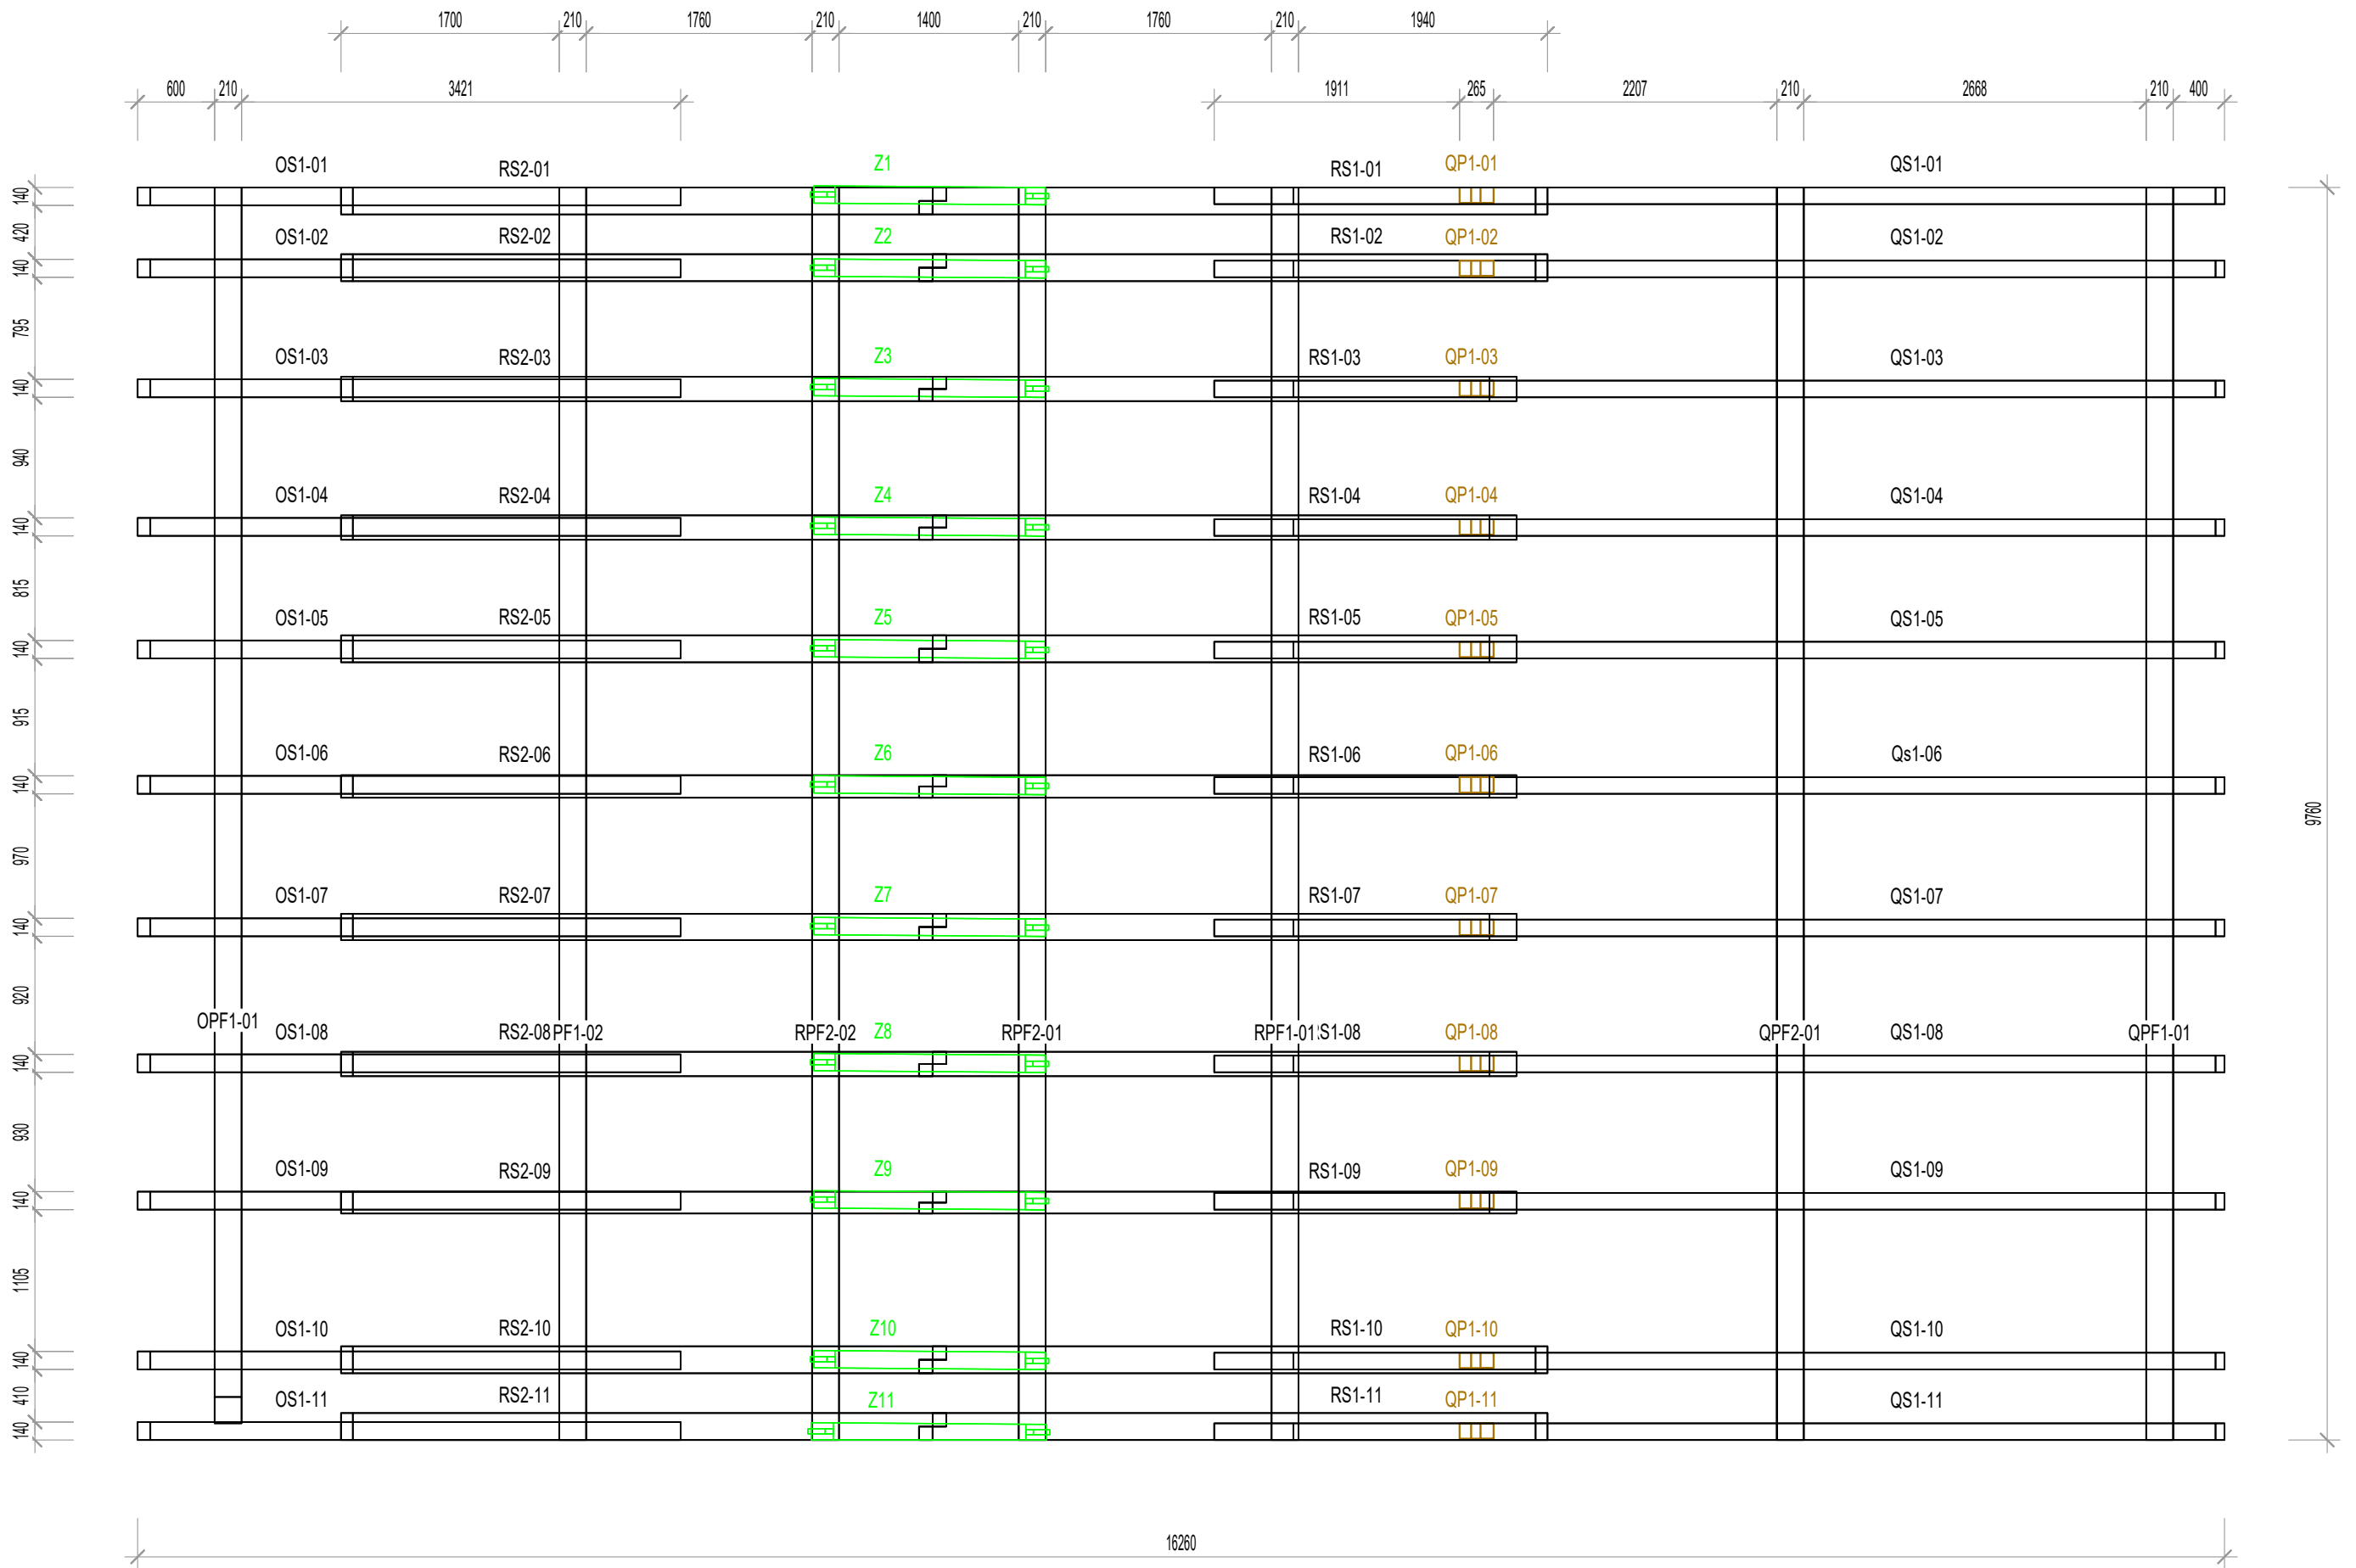 1700 210 1760 210 1400 210 1760 210 1940
600 210 3421 1911 265 2207 210 2668 210 400
OS1-01 RS2-01 Z1 RS1-01 QP1-01 QS1-01
140
420
OS1-02 RS2-02 Z2 RS1-02 QP1-02 QS1-02
140
795
OS1-03 RS2-03 Z3 RS1-03 QP1-03 QS1-03
140
940
OS1-04 RS2-04 Z4 RS1-04 QP1-04 QS1-04
140
815
OS1-05 RS2-05 Z5 RS1-05 QP1-05 QS1-05
140
915
OS1-06 RS2-06 Z6 RS1-06 QP1-06 Qs1-06
140
9760
970
OS1-07 RS2-07 Z7 RS1-07 QP1-07 QS1-07
140
920
OPF1-01 OS1-08 RS2-08 PF1-02 RPF2-02 Z8 RPF2-01 RPF1-01 S1-08 QP1-08 QPF2-01 QS1-08 QPF1-01
140
930
OS1-09 RS2-09 Z9 RS1-09 QP1-09 QS1-09
140
1105
OS1-10 RS2-10 Z10 RS1-10 QP1-10 QS1-10
140
410
OS1-11 RS2-11 Z11 RS1-11 QP1-11 QS1-11
140
16260